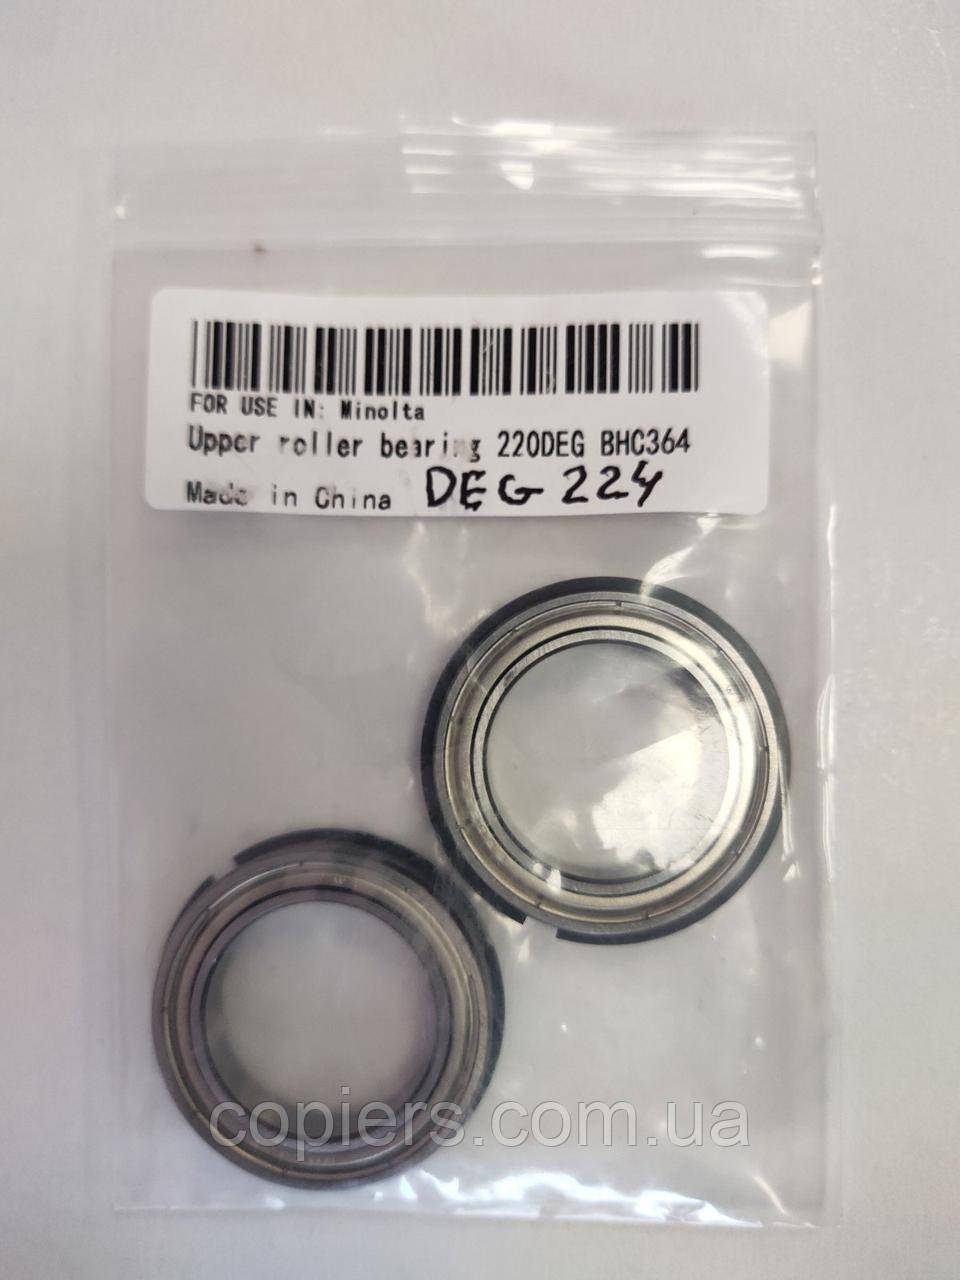 FOR USE IN: Minolta
Upper roller bearing 220DEG BHC364
Made in China DEG 224
copiers.com.ua